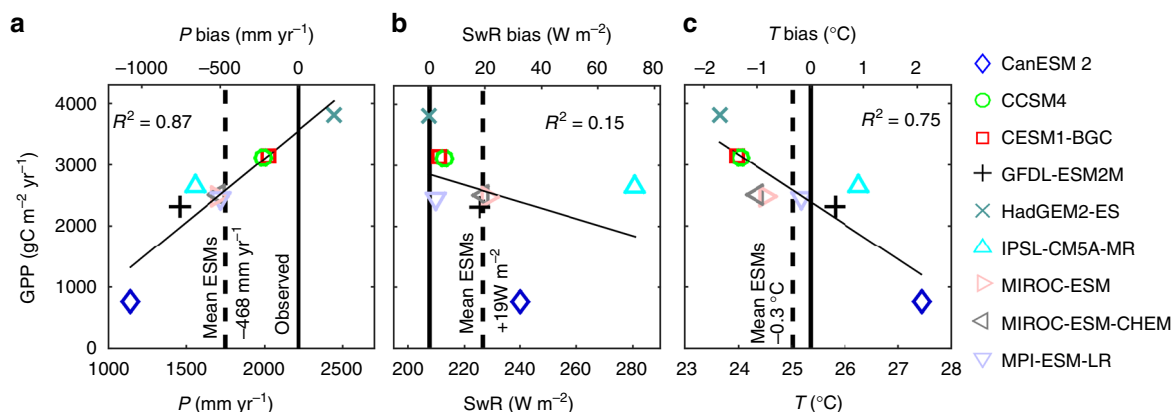 a
P bias (mm yr⁻¹)
−1000 −500 0
4000
3000
2000
1000
0
GPP (gC m⁻² yr⁻¹)
R² = 0.87
Mean ESMs
−468 mm yr⁻¹
Observed
1000 1500 2000 2500
P (mm yr⁻¹)
b
SwR bias (W m⁻²)
0 20 40 60 80
R² = 0.15
Mean ESMs
+19W m⁻²
200 220 240 260 280
SwR (W m⁻²)
c
T bias (°C)
−2 −1 0 1 2
R² = 0.75
Mean ESMs
−0.3 °C
23 24 25 26 27 28
T (°C)
CanESM 2
CCSM4
CESM1-BGC
GFDL-ESM2M
HadGEM2-ES
IPSL-CM5A-MR
MIROC-ESM
MIROC-ESM-CHEM
MPI-ESM-LR